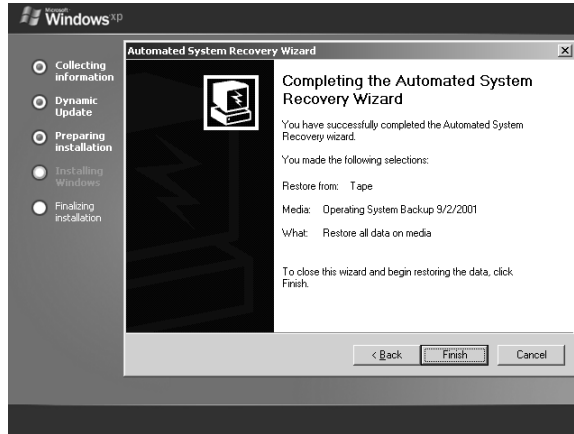 Microsoft
Windows xp
Automated System Recovery Wizard
Collecting
information
Dynamic
Update
Preparing
installation
Installing
Windows
Finalizing
installation
Completing the Automated System
Recovery Wizard
You have successfully completed the Automated System
Recovery wizard.
You made the following selections:
Restore from: Tape
Media: Operating System Backup 9/2/2001
What: Restore all data on media
To close this wizard and begin restoring the data, click
Finish.
< Back Finish Cancel